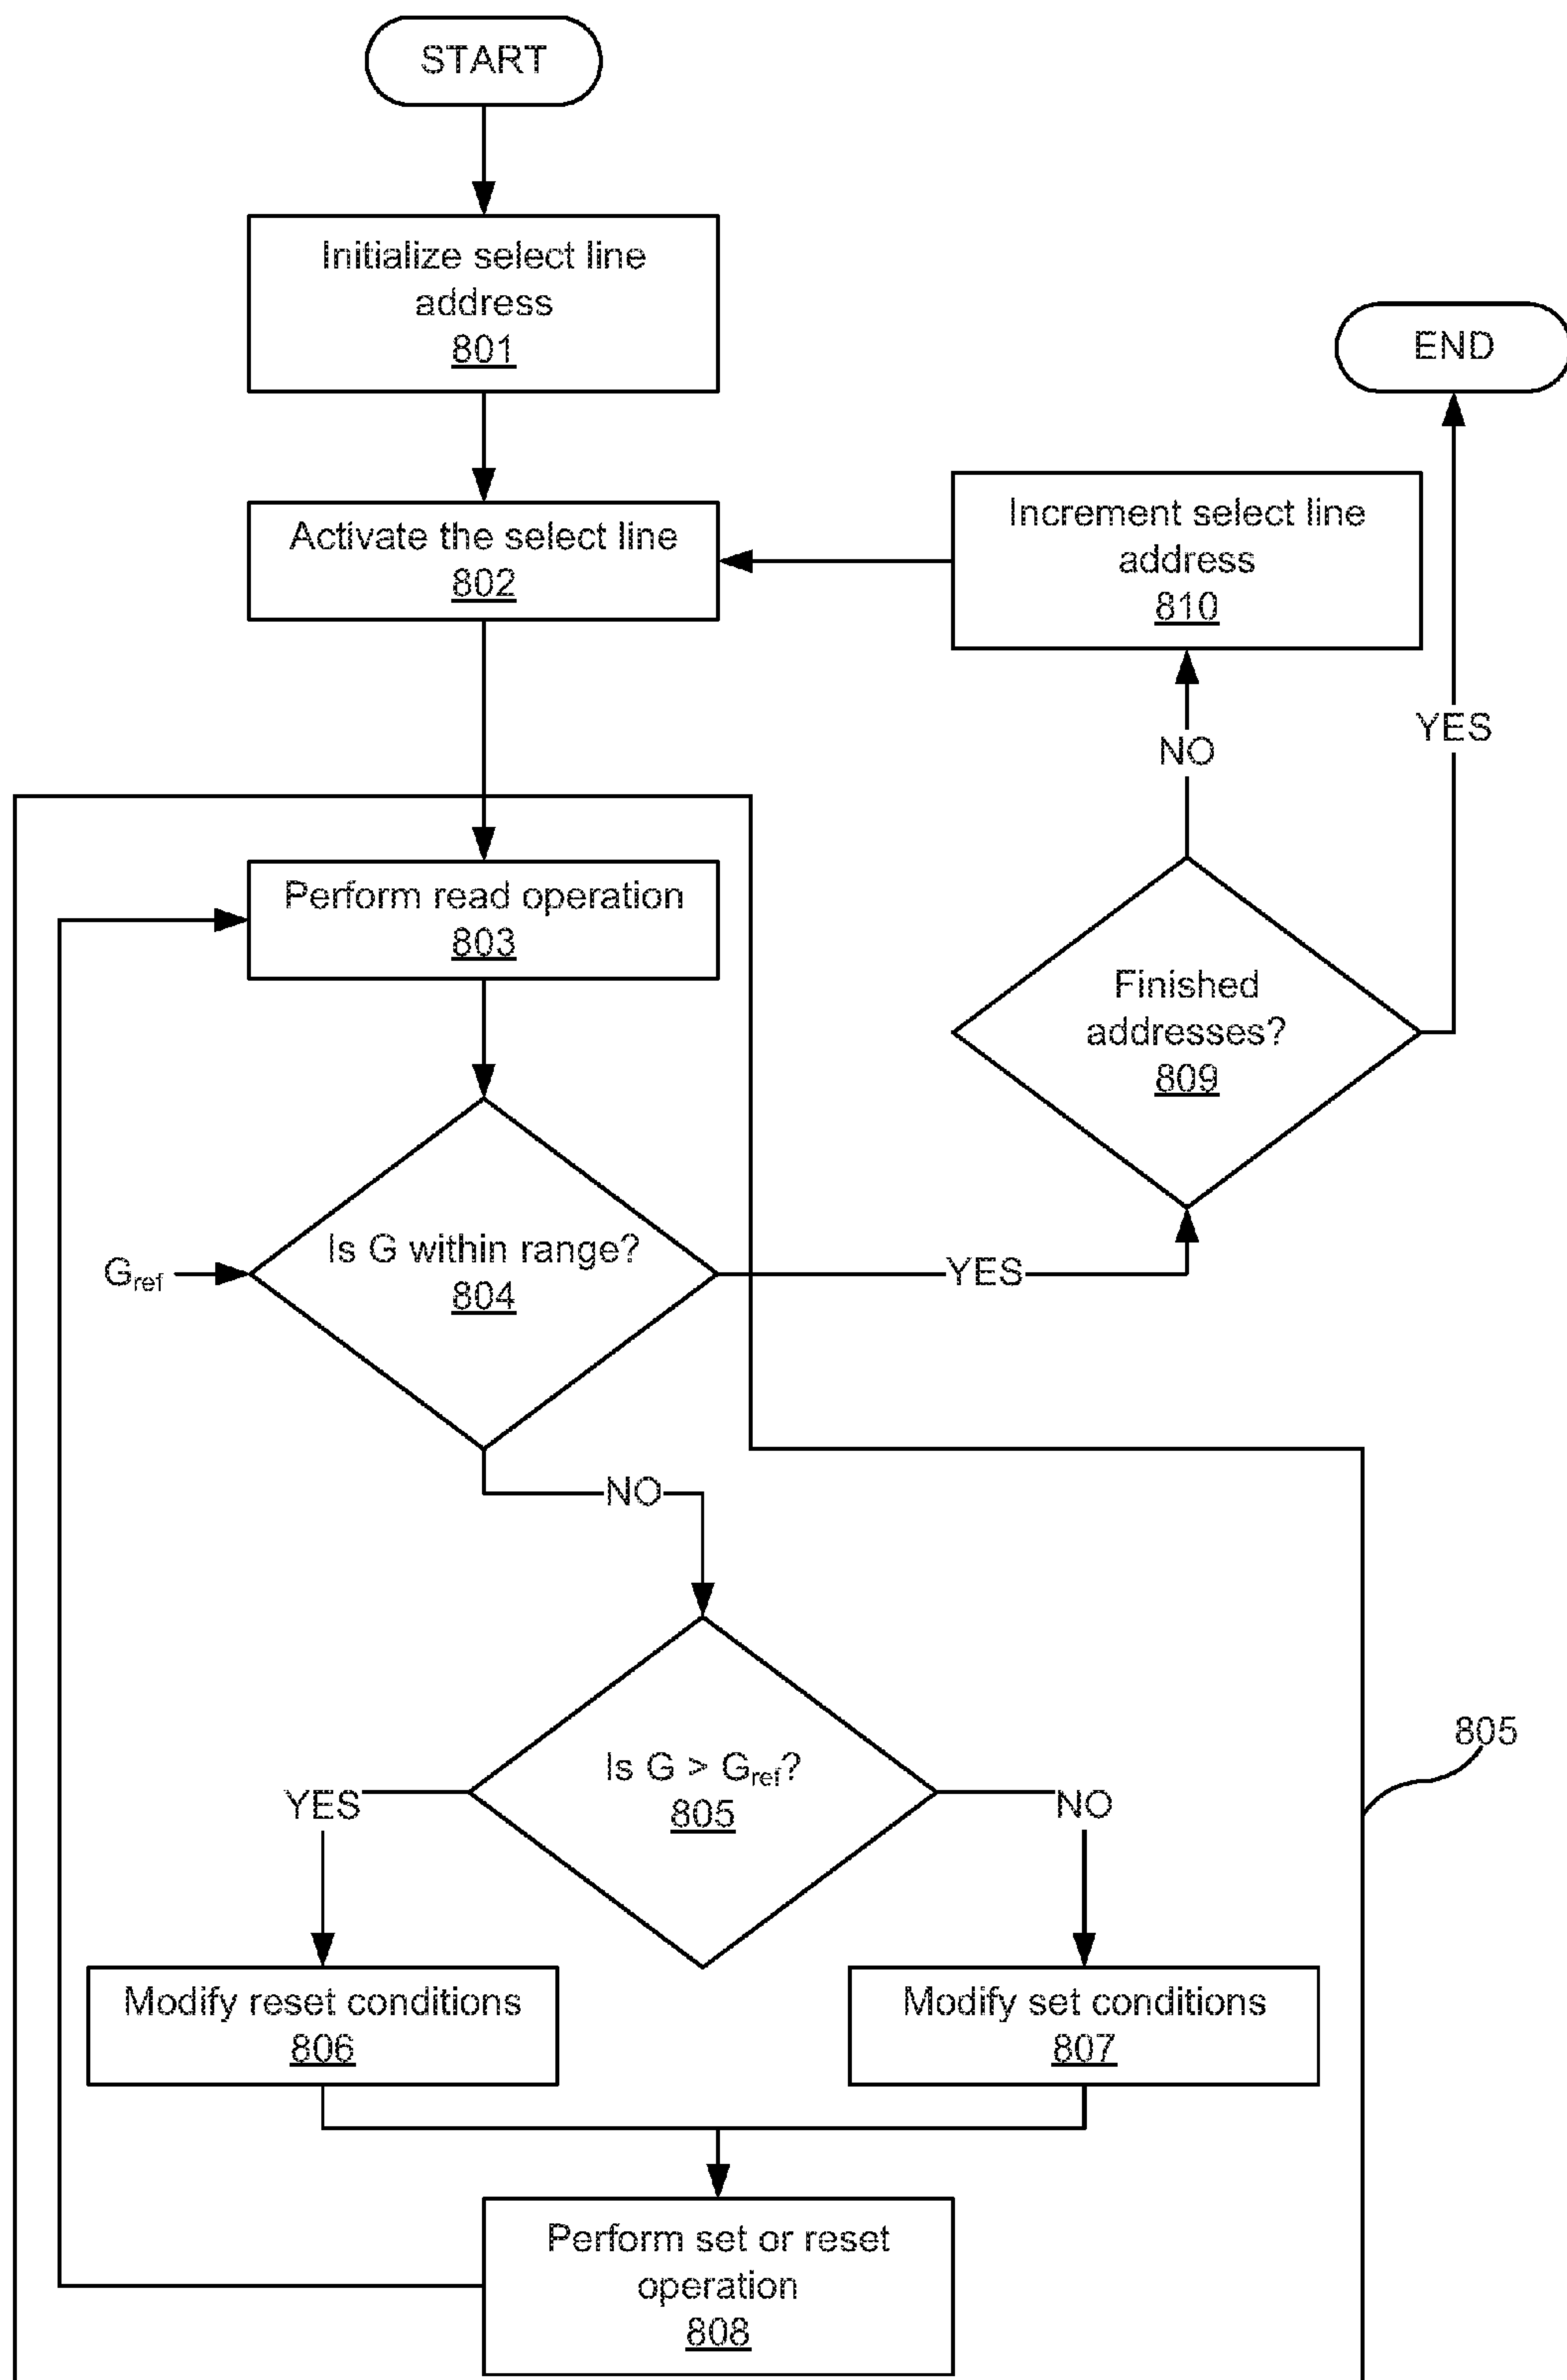 START
Initialize select line
address
801
END
Activate the select line
802
Increment select line
address
810
YES
NO
Perform read operation
803
Finished
addresses?
809
Is G within range?
804
Gref
YES
NO
805
Is G > Gref?
805
YES
NO
Modify reset conditions
806
Modify set conditions
807
Perform set or reset
operation
808